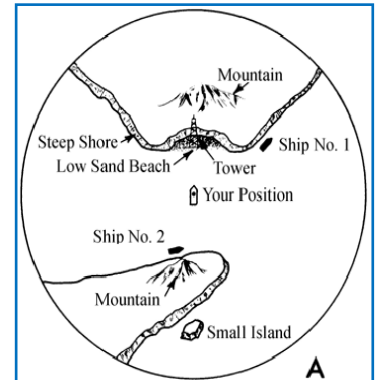 Mountain
Steep Shore
Ship No. 1
Low Sand Beach
Tower
Your Position
Ship No. 2
Mountain
Small Island
A